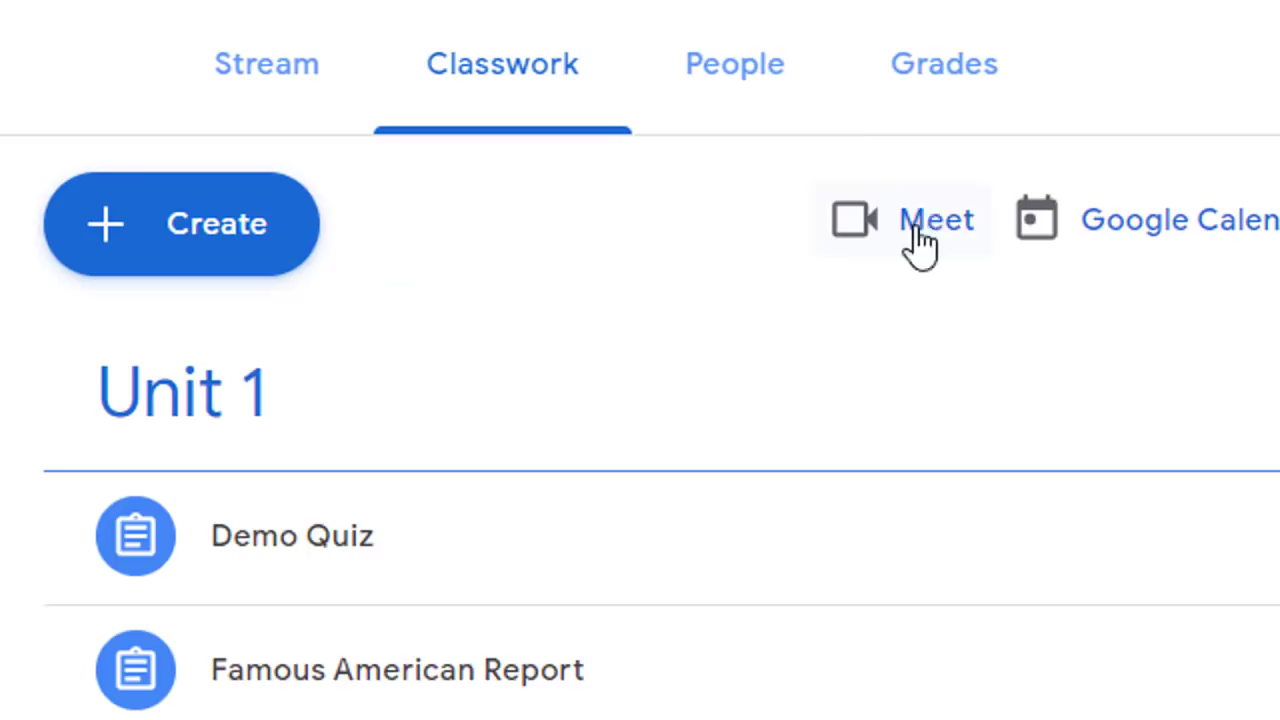 Stream Classwork People Grades
Create Meet Google Calen
Unit 1
Demo Quiz
Famous American Report